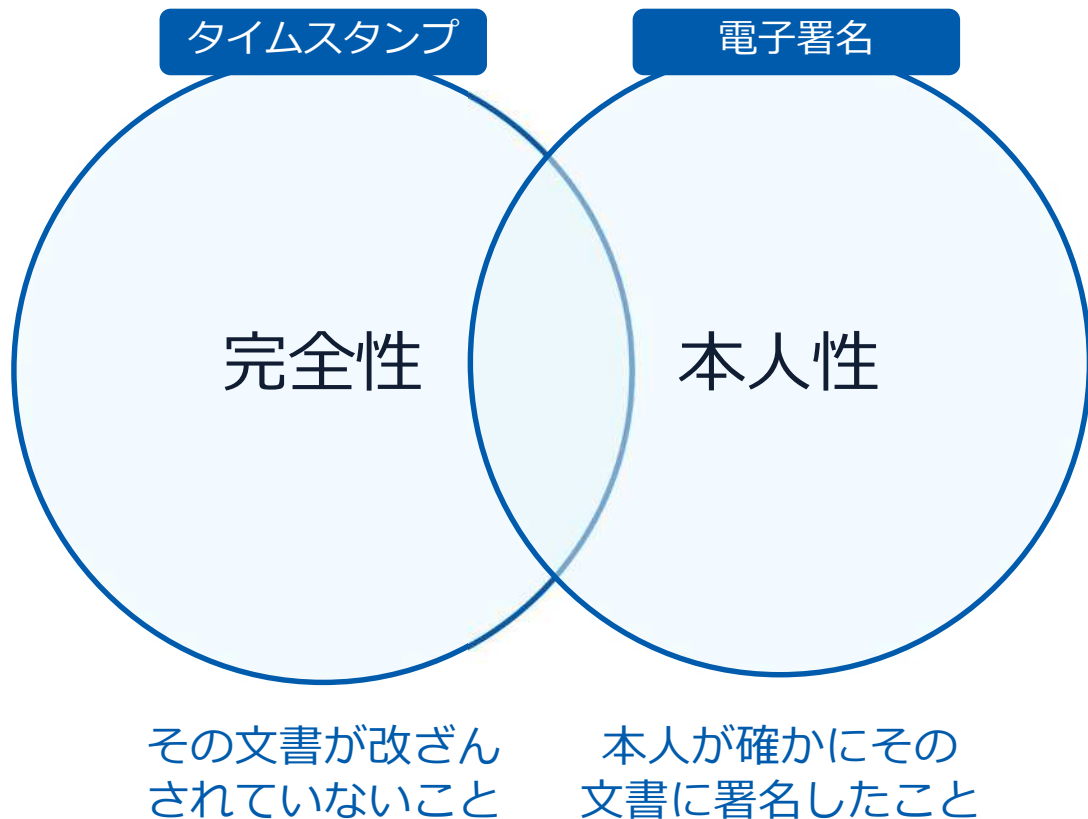 タイムスタンプ
電子署名
完全性
本人性
その文書が改ざん
されていないこと
本人が確かにその
文書に署名したこと